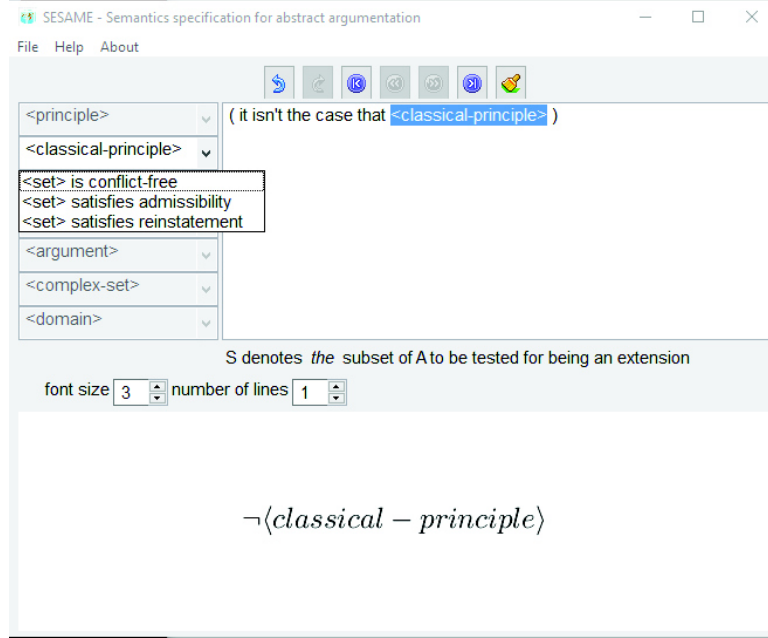 SESAME - Semantics specification for abstract argumentation
File Help About
<principle>
( it isn't the case that <classical-principle> )
<classical-principle>
<set> is conflict-free
<set> satisfies admissibility
<set> satisfies reinstatement
<argument>
<complex-set>
<domain>
S denotes the subset of A to be tested for being an extension
font size 3 number of lines 1
¬⟨classical − principle⟩